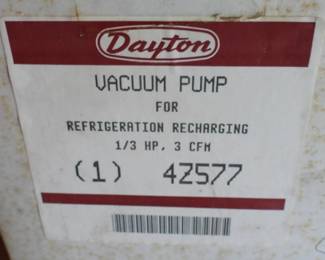 Dayton
VACUUM PUMP
FOR
REFRIGERATION RECHARGING
1/3 HP, 3 CFM
(1) 4Z577